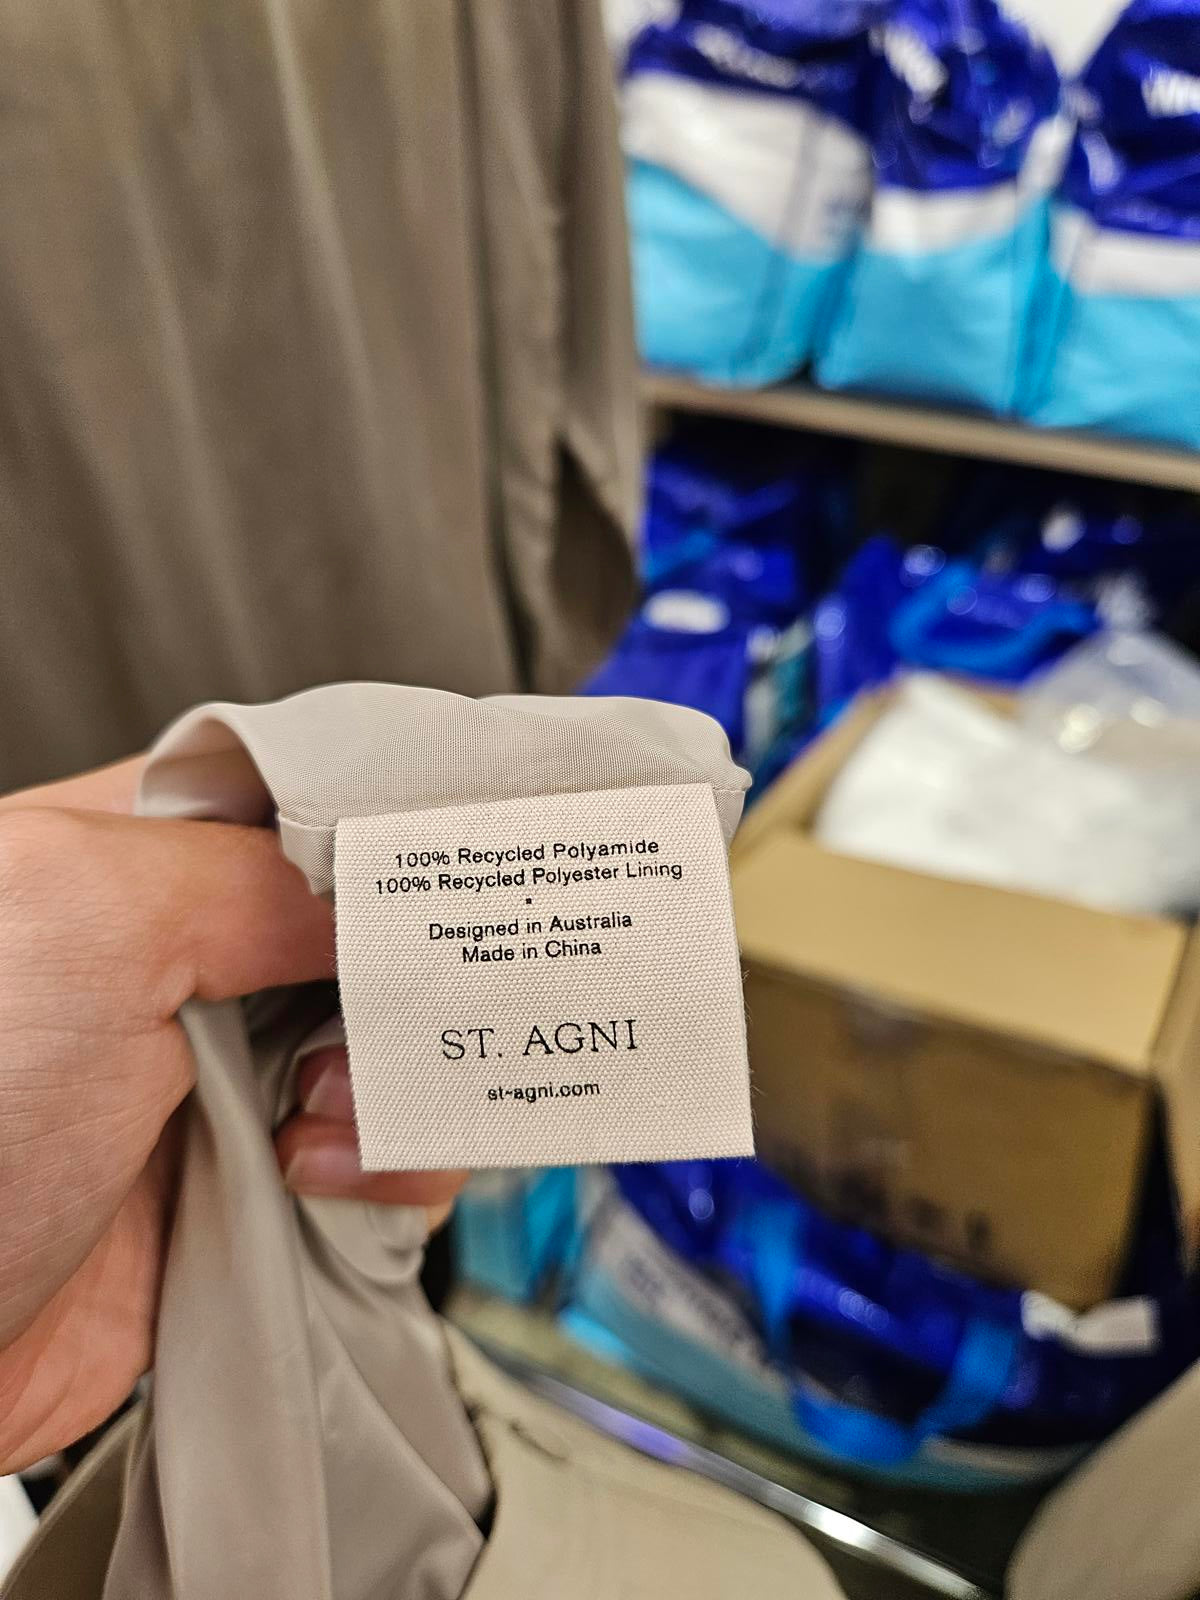 100% Recycled Polyamide
100% Recycled Polyester Lining
▪
Designed in Australia
Made in China
ST. AGNI
st-agni.com